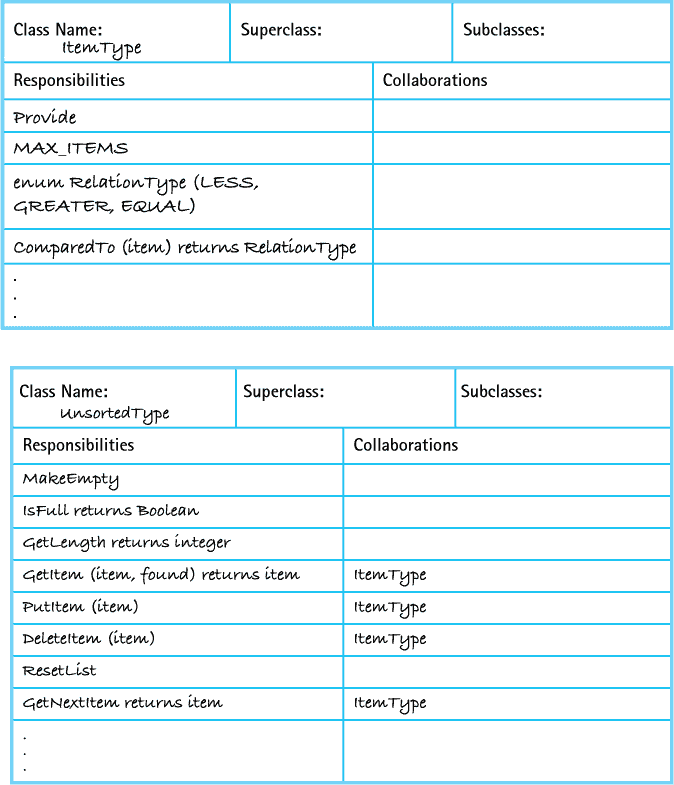 Class Name:
ItemType
Superclass:
Subclasses:
Responsibilities
Collaborations
Provide
MAX_ITEMS
enum RelationType (LESS,
GREATER, EQUAL)
ComparedTo (item) returns RelationType
.
.
.
Class Name:
UnsortedType
Superclass:
Subclasses:
Responsibilities
Collaborations
MakeEmpty
IsFull returns Boolean
GetLength returns integer
GetItem (item, found) returns item
ItemType
PutItem (item)
ItemType
DeleteItem (item)
ItemType
ResetList
GetNextItem returns item
ItemType
.
.
.